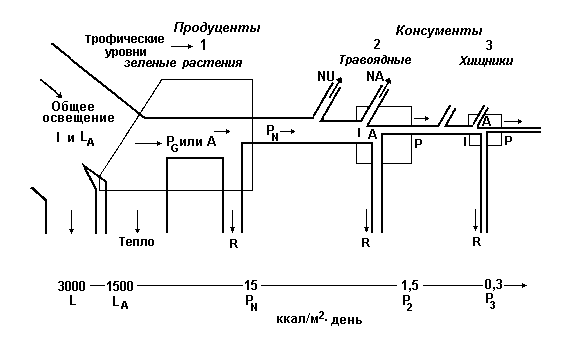 Продуценты
Консументы
Трофические
уровни
1
зеленые растения
2
Травоядные
3
Хищники
NU
NA
Общее
освещение
I и LA
PG или A
PN
I
A
P
A
I
P
Тепло
R
R
R
3000
1500
15
1,5
0,3
L
LA
PN
P2
P3
ккал/м2· день